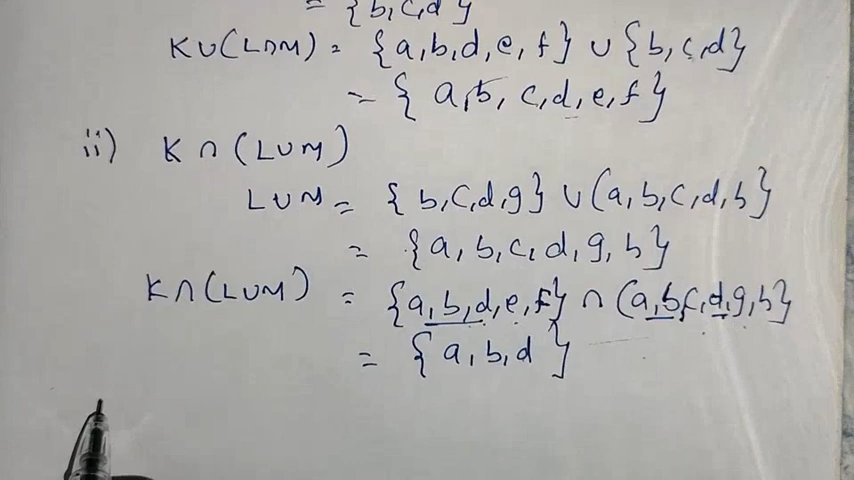 = {b, c, d}
K∪(L∩M) = {a, b, d, e, f} ∪ {b, c, d}
= { a, b, c, d, e, f}
ii) K ∩ (L∪M)
L∪M = { b, c, d, g} ∪ (a, b, c, d, h}
= {a, b, c, d, g, h}
K∩(L∪M) = {a, b, d, e, f} ∩ (a, b, c, d, g, h}
= { a, b, d }